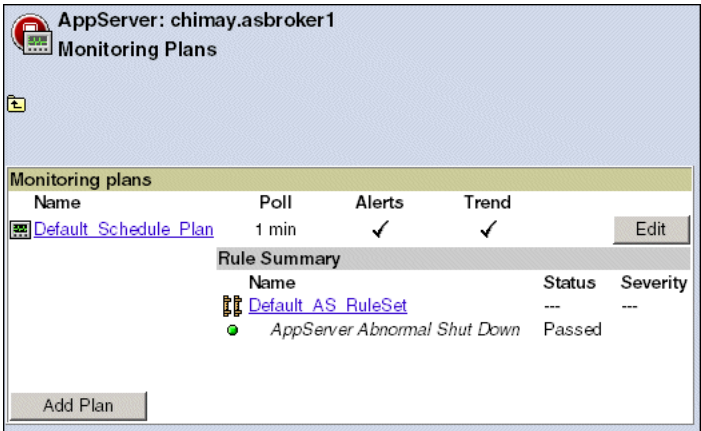 AppServer: chimay.asbroker1
Monitoring Plans
Monitoring plans
Name Poll Alerts Trend
Default_Schedule_Plan 1 min ✓ ✓ Edit
Rule Summary
Name Status Severity
Default_AS_RuleSet --- ---
AppServer Abnormal Shut Down Passed
Add Plan